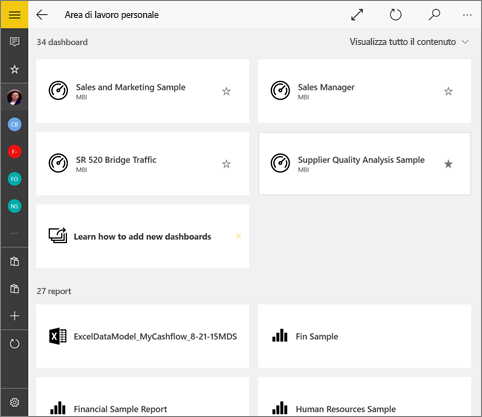 Area di lavoro personale
34 dashboard
Visualizza tutto il contenuto
Sales and Marketing Sample
MBI
Sales Manager
MBI
SR 520 Bridge Traffic
MBI
Supplier Quality Analysis Sample
MBI
Learn how to add new dashboards
27 report
ExcelDataModel_MyCashflow_8-21-15MDS
Fin Sample
Financial Sample Report
Human Resources Sample
CB
F-
FO
NS